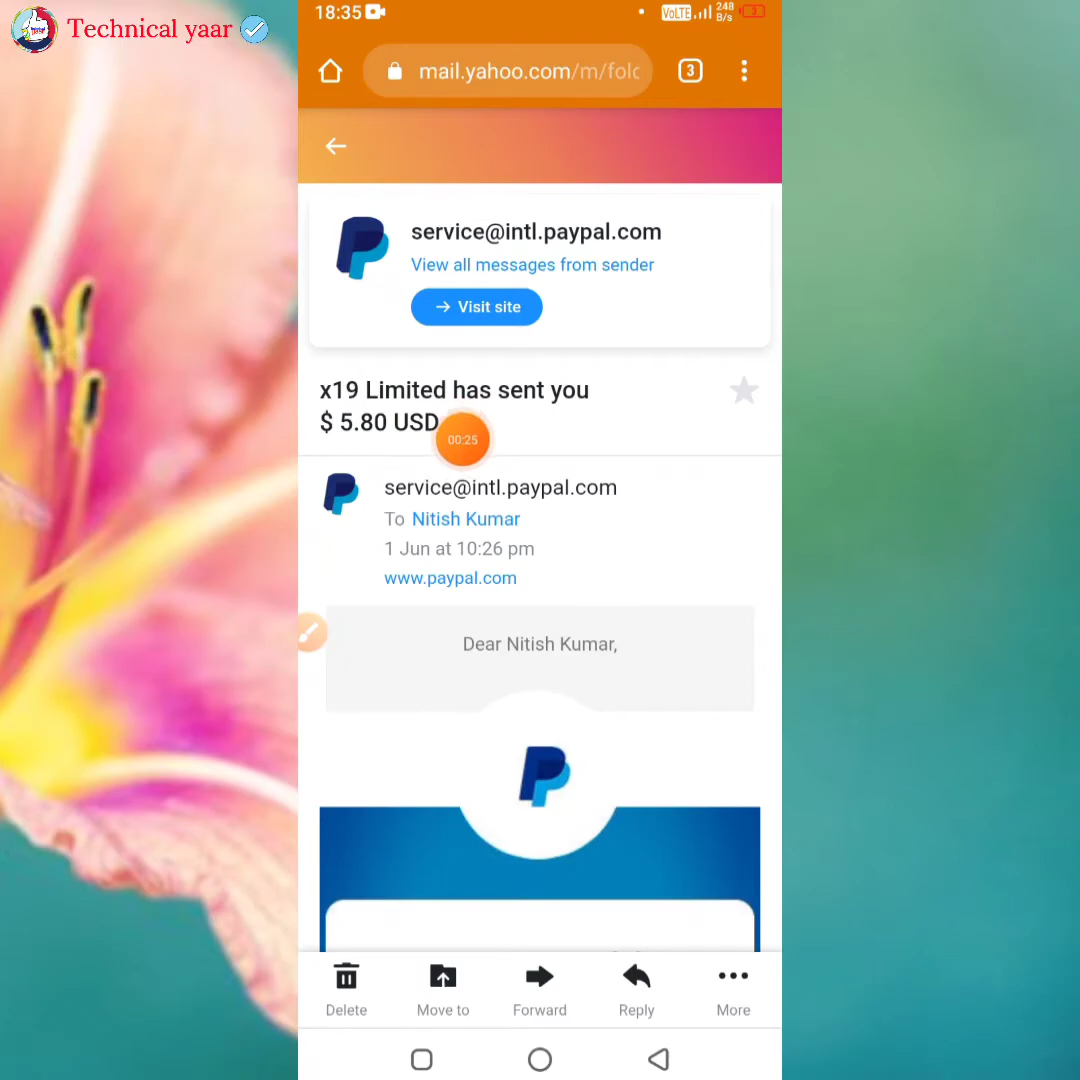 Technical yaar
18:35
VoLTE
248
B/s
3
mail.yahoo.com/m/fold
3
service@intl.paypal.com
View all messages from sender
→ Visit site
x19 Limited has sent you
$ 5.80 USD
00:25
service@intl.paypal.com
To Nitish Kumar
1 Jun at 10:26 pm
www.paypal.com
Dear Nitish Kumar,
Delete
Move to
Forward
Reply
More